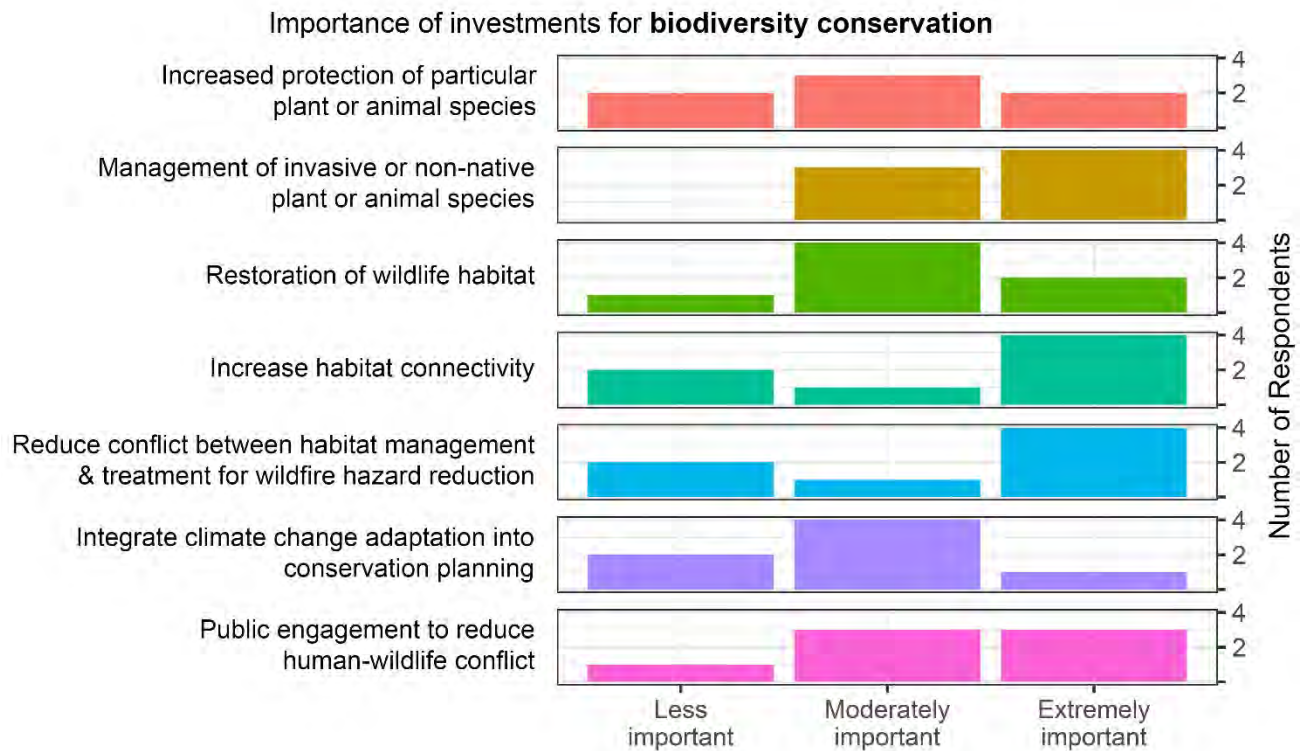 Importance of investments for biodiversity conservation
Increased protection of particular
plant or animal species
4
2
Management of invasive or non-native
plant or animal species
4
2
Restoration of wildlife habitat
4
2
Increase habitat connectivity
4
2
Reduce conflict between habitat management
& treatment for wildfire hazard reduction
4
2
Integrate climate change adaptation into
conservation planning
4
2
Public engagement to reduce
human-wildlife conflict
4
2
Number of Respondents
Less
important
Moderately
important
Extremely
important